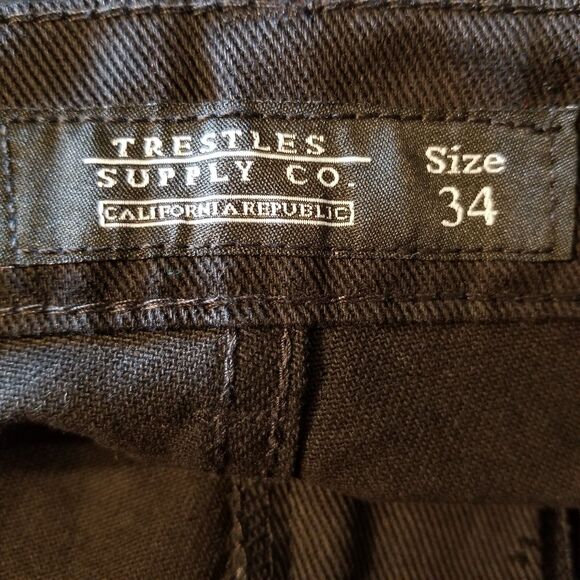 TRESTLES
SUPPLY CO.
CALIFORNIA REPUBLIC
Size
34